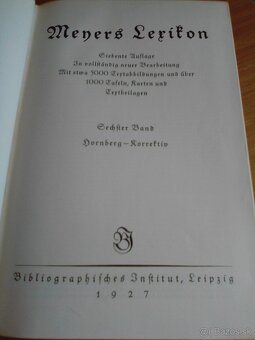 Meyers Lexikon
Siebente Auflage
In vollständig neuer Bearbeitung
Mit etwa 5000 Textabbildungen und über
1000 Tafeln, Karten und
Textbeilagen
Sechster Band
Hornberg–Korrektiv
BI
Bibliographisches Institut, Leipzig
1927